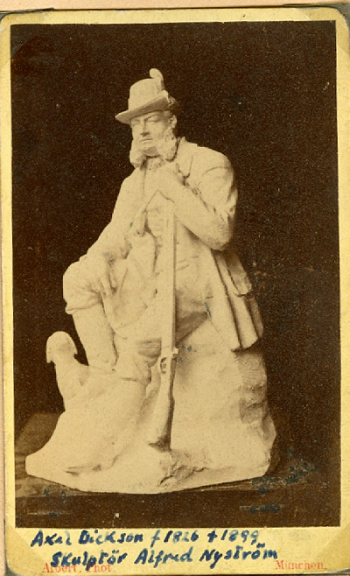 Axel Dickson f 1826 + 1899
Skulptör Alfred Nyström
Albert, Phot. München.